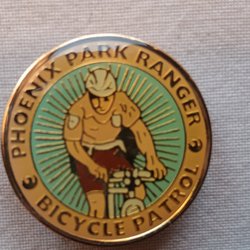 PHOENIX PARK RANGER
BICYCLE PATROL